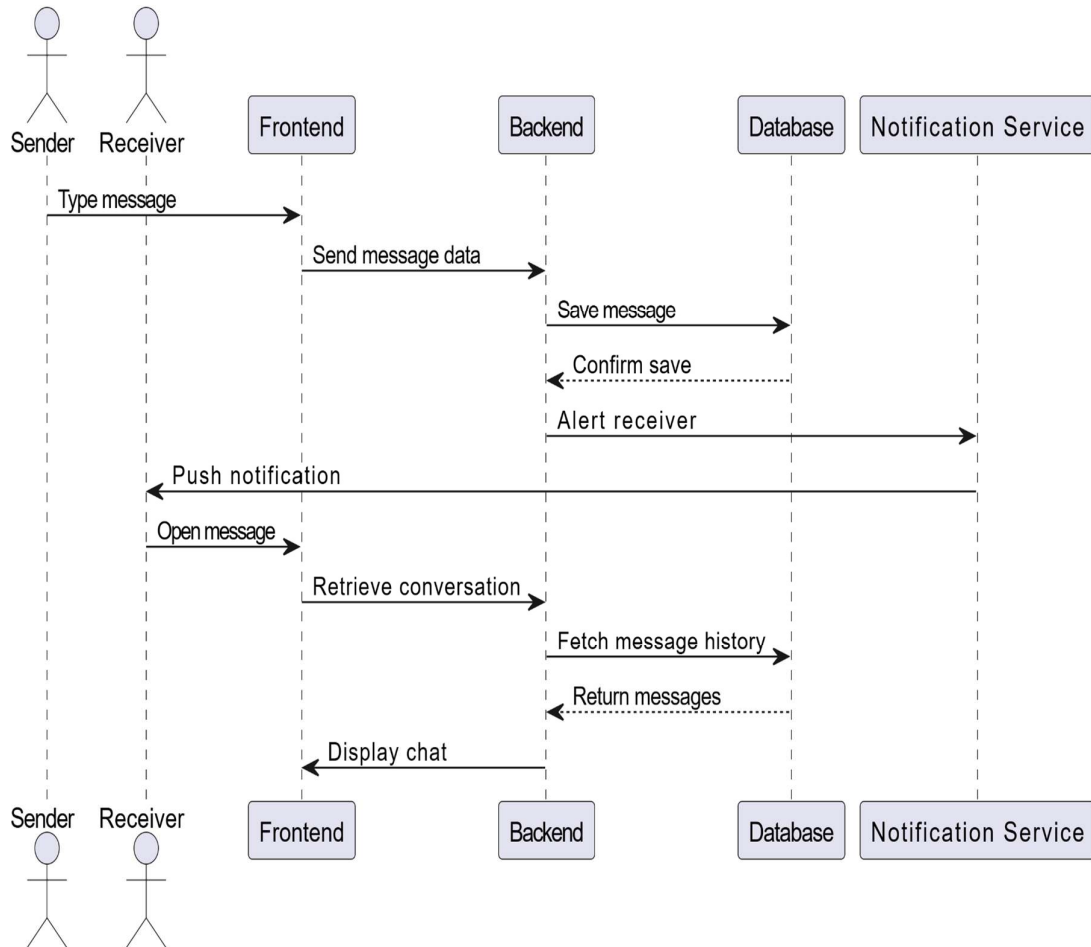 Sender
Receiver
Frontend
Backend
Database
Notification Service
Type message
Send message data
Save message
Confirm save
Alert receiver
Push notification
Open message
Retrieve conversation
Fetch message history
Return messages
Display chat
Sender
Receiver
Frontend
Backend
Database
Notification Service